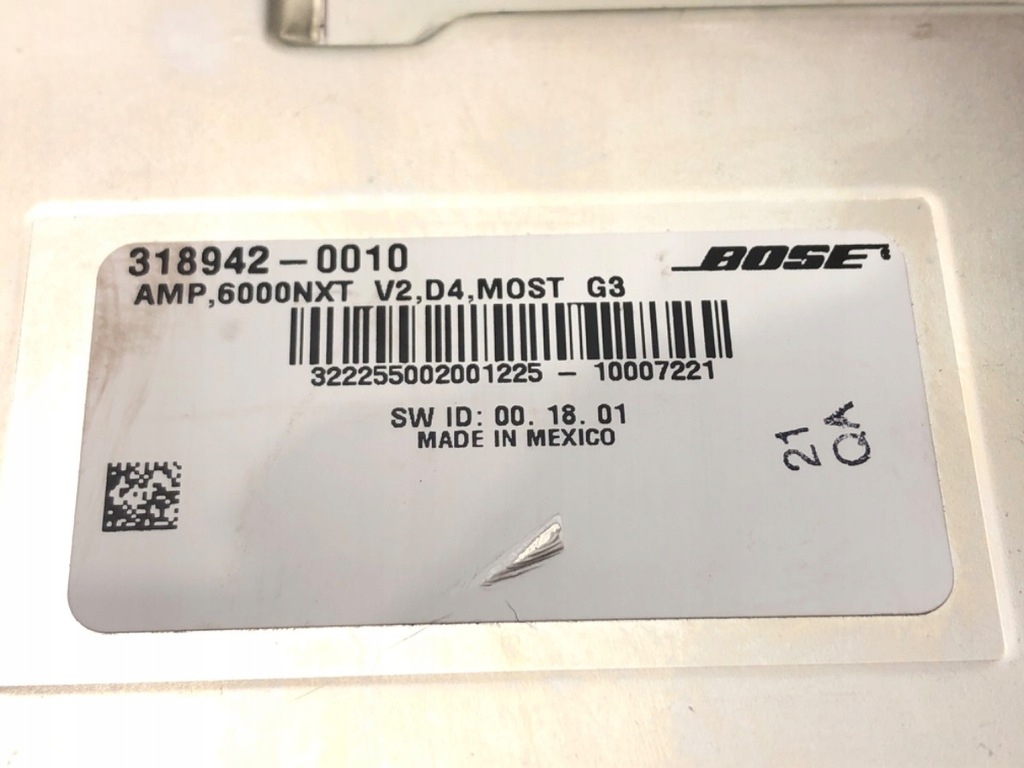 318942-0010
BOSE
AMP,6000NXT V2,D4,MOST G3
322255002001225 - 10007221
SW ID: 00. 18. 01
MADE IN MEXICO
21
QA